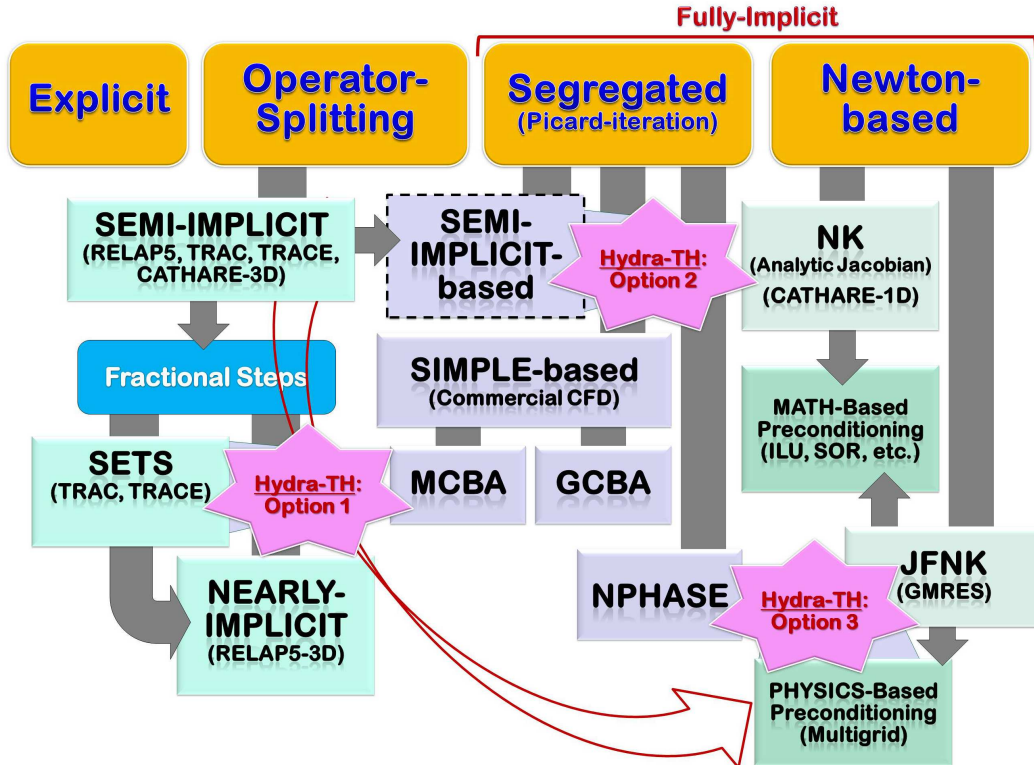 Fully-Implicit
Explicit
Operator-
Splitting
Segregated
(Picard-iteration)
Newton-
based
SEMI-IMPLICIT
(RELAP5, TRAC, TRACE,
CATHARE-3D)
SEMI-
IMPLICIT-
based
Hydra-TH:
Option 2
NK
(Analytic Jacobian)
(CATHARE-1D)
Fractional Steps
SIMPLE-based
(Commercial CFD)
MATH-Based
Preconditioning
(ILU, SOR, etc.)
SETS
(TRAC, TRACE)
Hydra-TH:
Option 1
MCBA
GCBA
NEARLY-
IMPLICIT
(RELAP5-3D)
NPHASE
Hydra-TH:
Option 3
JFNK
(GMRES)
PHYSICS-Based
Preconditioning
(Multigrid)